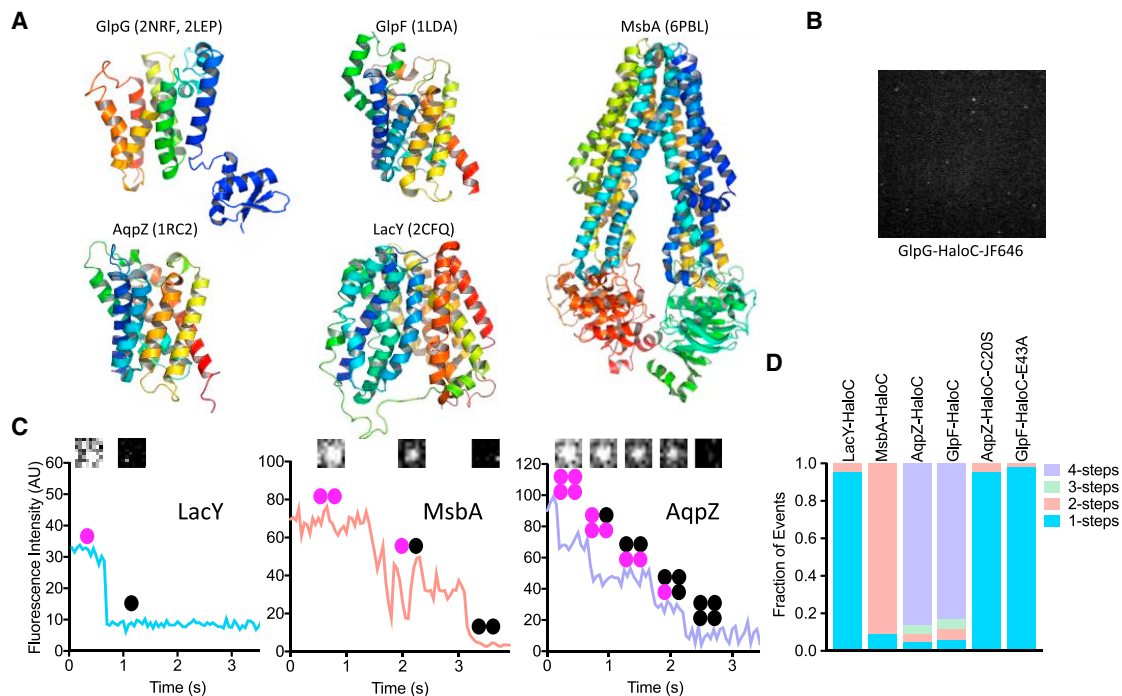 A
GlpG (2NRF, 2LEP)
GlpF (1LDA)
MsbA (6PBL)
AqpZ (1RC2)
LacY (2CFQ)
B
GlpG-HaloC-JF646
C
Fluorescence Intensity (AU)
60
50
40
30
20
10
0
LacY
0
1
2
3
Time (s)
100
80
60
40
20
0
MsbA
0
1
2
3
Time (s)
120
100
80
60
40
20
0
AqpZ
0
1
2
3
Time (s)
D
LacY-HaloC
MsbA-HaloC
AqpZ-HaloC
GlpF-HaloC
AqpZ-HaloC-C20S
GlpF-HaloC-E43A
Fraction of Events
1.0
0.8
0.6
0.4
0.2
0.0
4-steps
3-steps
2-steps
1-steps